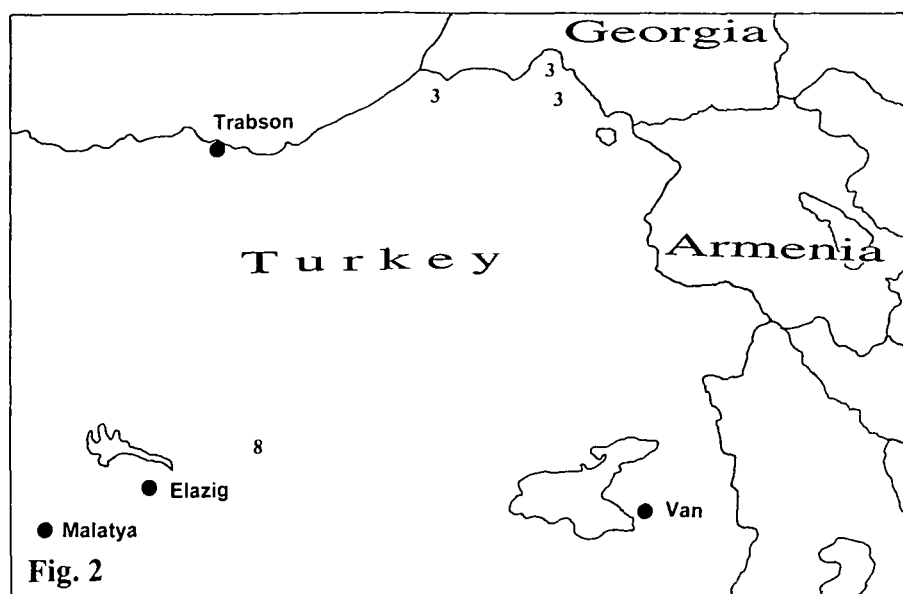 Georgia
3
3
3
Trabson
Turkey
Armenia
8
Elazig
Van
Malatya
Fig. 2